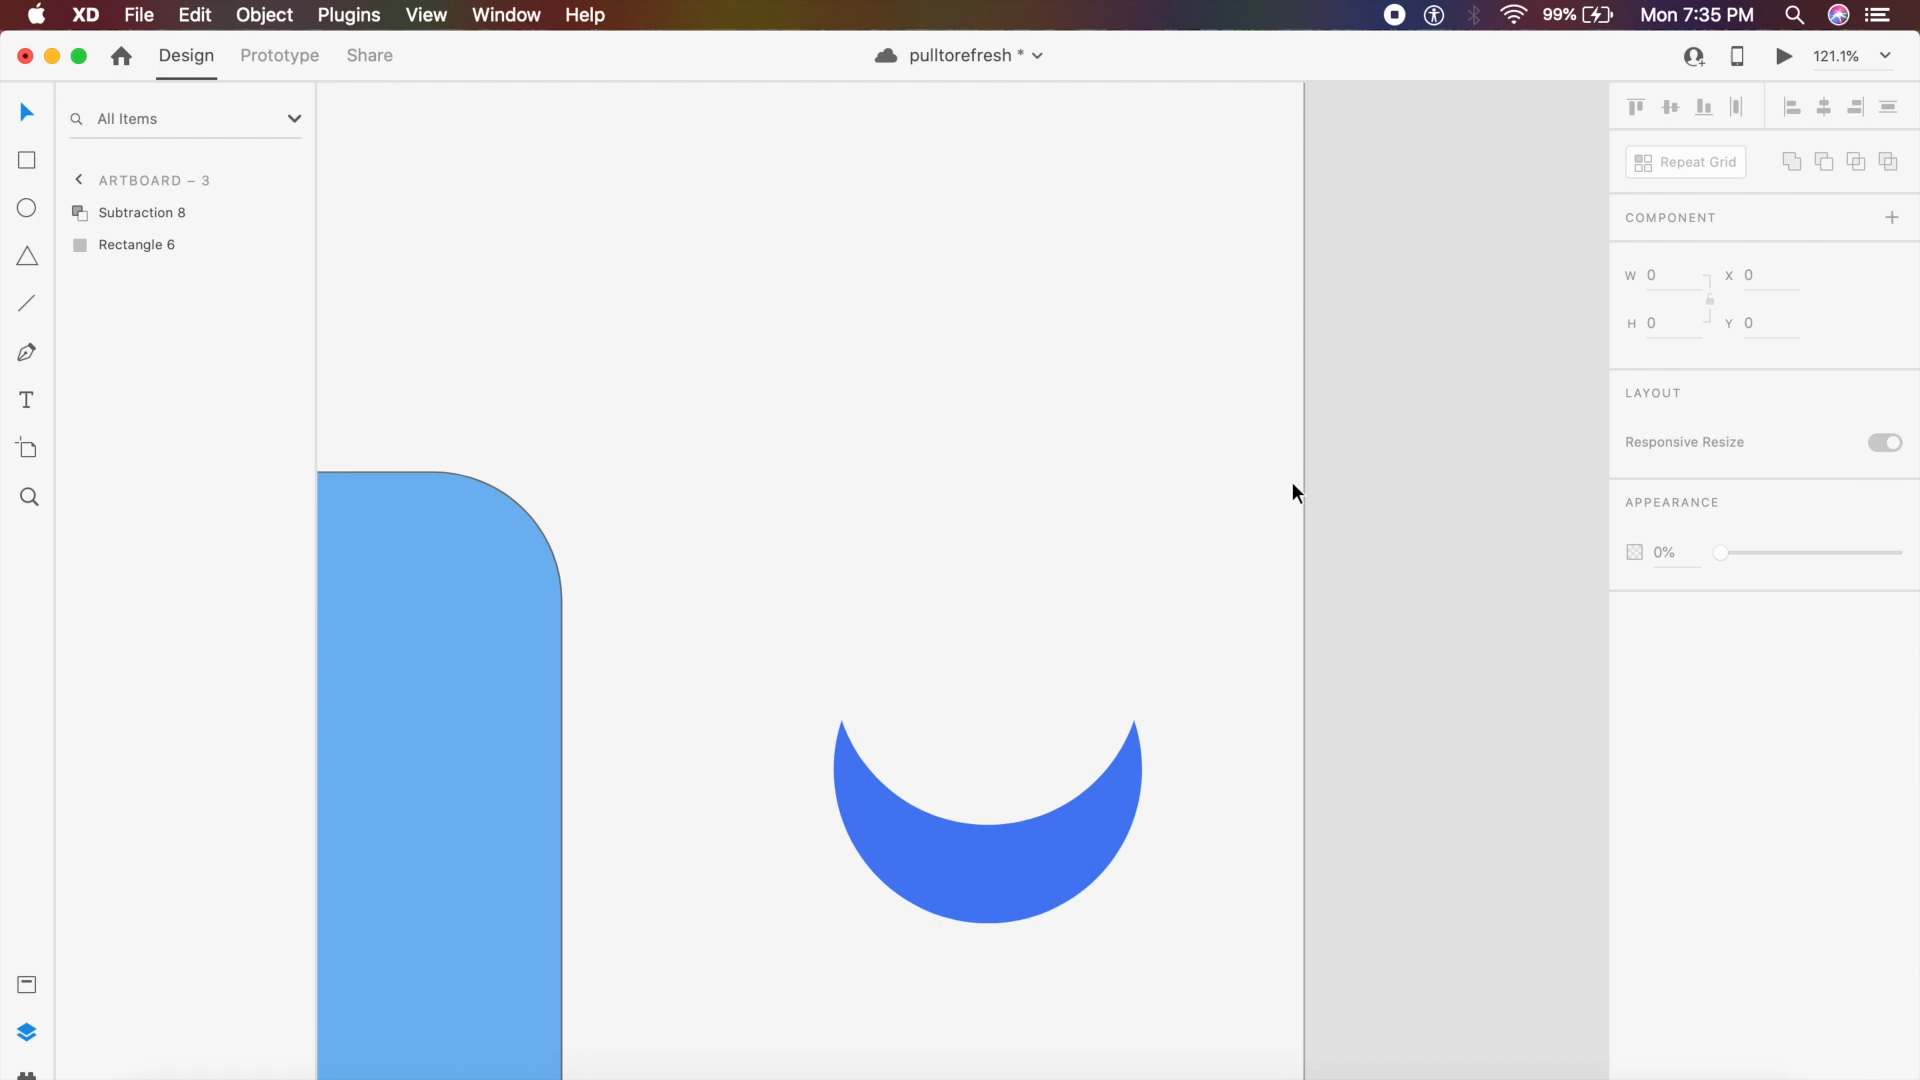 XD File Edit Object Plugins View Window Help 99% Mon 7:35 PM
Design Prototype Share pulltorefresh * 121.1%
All Items
ARTBOARD – 3
Subtraction 8
Rectangle 6
T
Repeat Grid
COMPONENT
W 0 X 0
H 0 Y 0
LAYOUT
Responsive Resize
APPEARANCE
0%